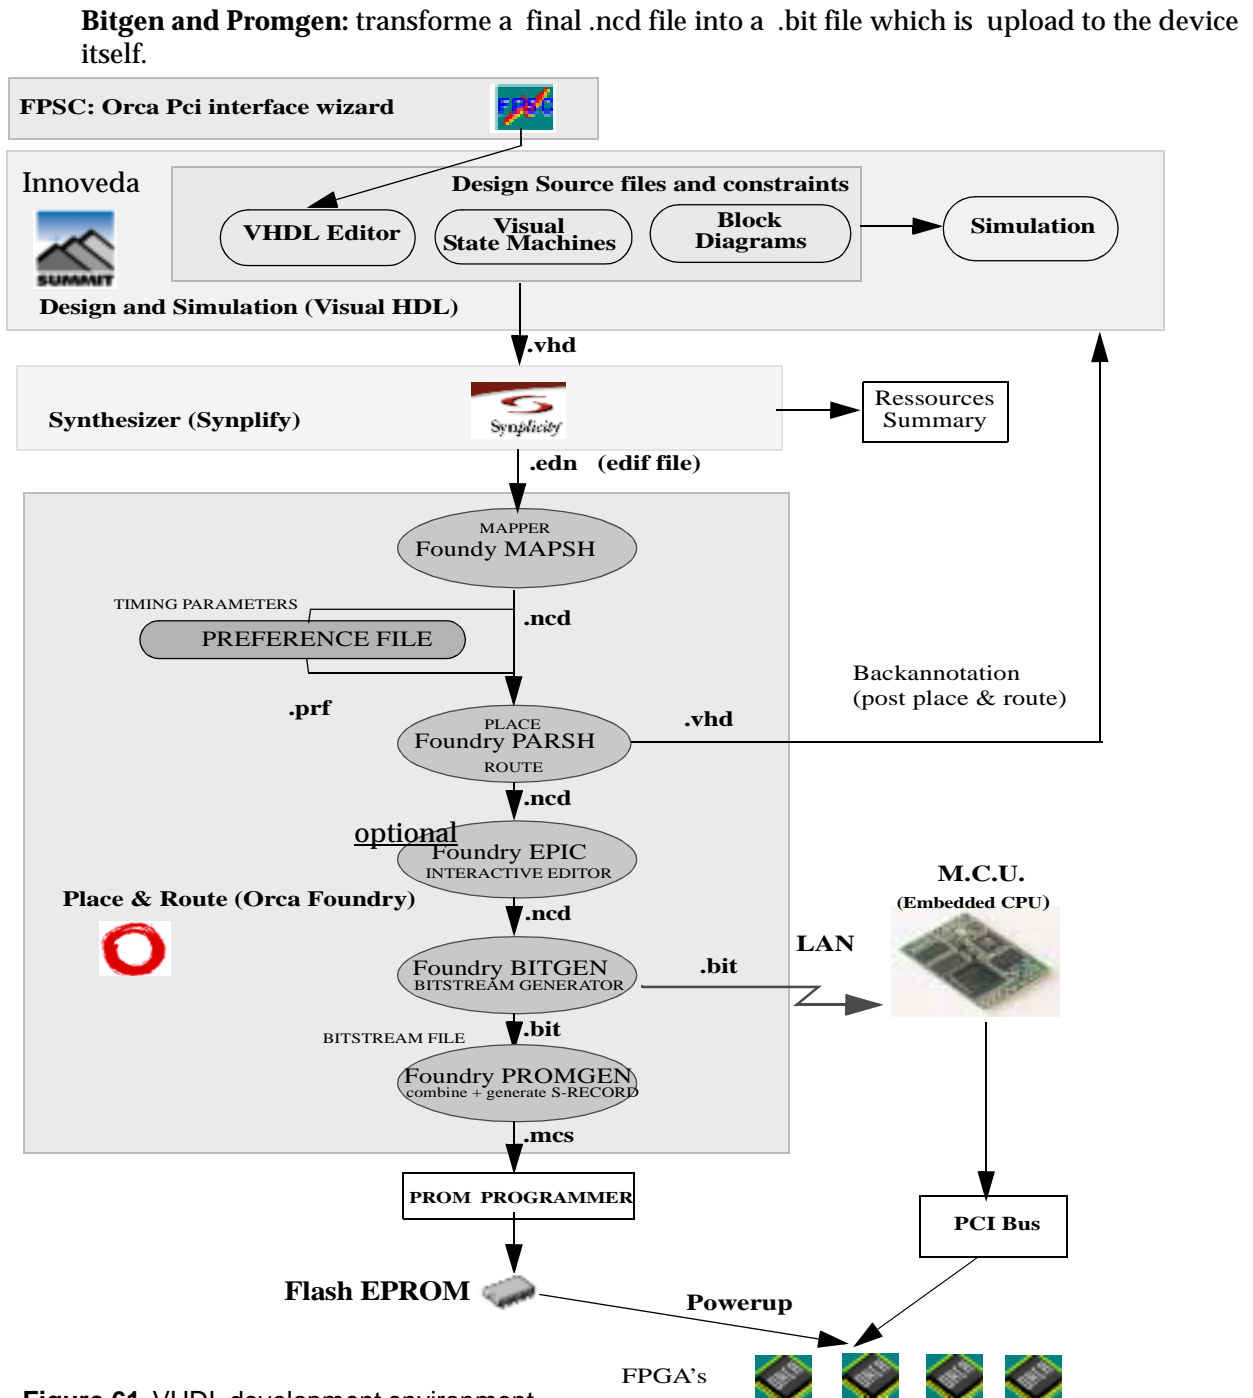 Bitgen and Promgen: transforme a final .ncd file into a .bit file which is upload to the device
itself.
FPSC: Orca Pci interface wizard
FPSC
Innoveda
SUMMIT
Design Source files and constraints
VHDL Editor
Visual
State Machines
Block
Diagrams
Simulation
Design and Simulation (Visual HDL)
.vhd
Synthesizer (Synplify)
Synplicity
Ressources
Summary
.edn (edif file)
MAPPER
Foundy MAPSH
TIMING PARAMETERS
PREFERENCE FILE
.ncd
.prf
Backannotation
(post place & route)
PLACE
Foundry PARSH
ROUTE
.vhd
.ncd
optional
Foundry EPIC
INTERACTIVE EDITOR
Place & Route (Orca Foundry)
.ncd
M.C.U.
(Embedded CPU)
LAN
Foundry BITGEN
BITSTREAM GENERATOR
.bit
.bit
BITSTREAM FILE
Foundry PROMGEN
combine + generate S-RECORD
.mcs
PROM PROGRAMMER
PCI Bus
Flash EPROM
Powerup
FPGA's
Figure 61 VHDL development environment